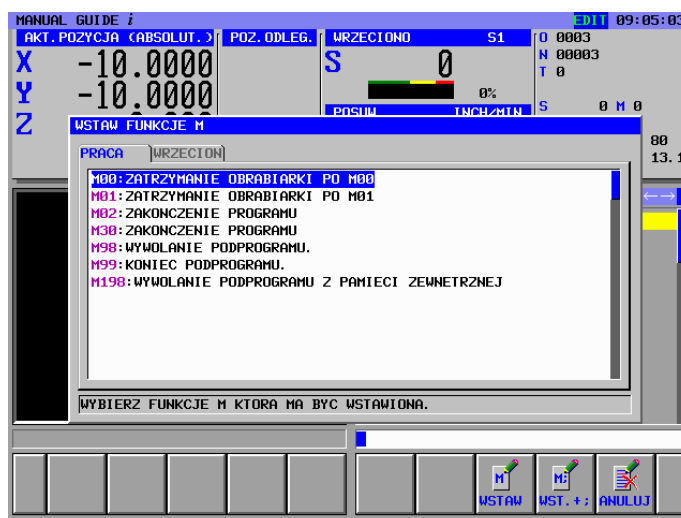 MANUAL GUIDE i EDIT 09:05:03
AKT.POZYCJA (ABSOLUT.) POZ.ODLEG. WRZECIONO S1 O 0003
X -10.0000 S 0 N 00003
T 0
Y -10.0000 0%
POSUW INCH/MIN S 0 M 0
Z
WSTAW FUNKCJE M
80
PRACA WRZECION
13.1
M00:ZATRZYMANIE OBRABIARKI PO M00
M01:ZATRZYMANIE OBRABIARKI PO M01
M02:ZAKONCZENIE PROGRAMU
M30:ZAKONCZENIE PROGRAMU
M98:WYWOLANIE PODPROGRAMU.
M99:KONIEC PODPROGRAMU.
M198:WYWOLANIE PODPROGRAMU Z PAMIECI ZEWNETRZNEJ
WYBIERZ FUNKCJE M KTORA MA BYC WSTAWIONA.
M M;
WSTAW WST.+; ANULUJ